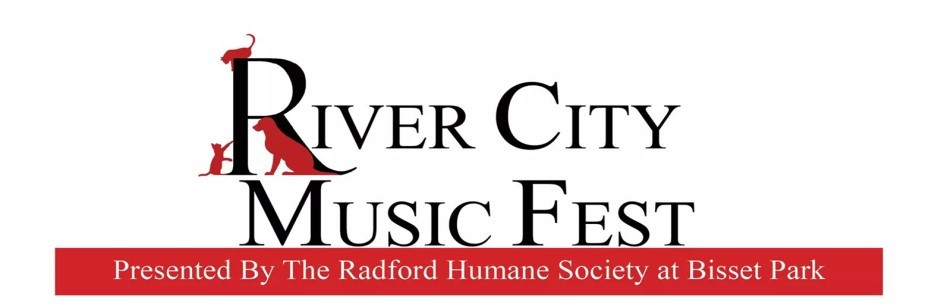 RIVER CITY
MUSIC FEST
Presented By The Radford Humane Society at Bisset Park